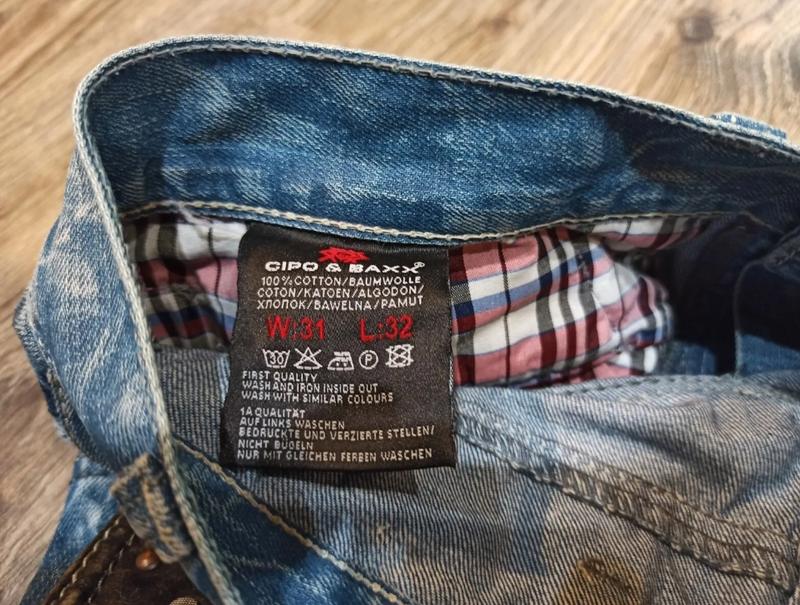 CIPO & BAXX®
100% COTTON/BAUMWOLLE
COTON/KATOEN/ALGODON/
ХЛОПОК/BAWELNA/PAMUT
W:31 L:32
30 P
FIRST QUALITY
WASH AND IRON INSIDE OUT
WASH WITH SIMILAR COLOURS
1A QUALITÄT
AUF LINKS WASCHEN
BEDRUCKTE UND VERZIERTE STELLEN/
NICHT BÜGELN
NUR MIT GLEICHEN FERBEN WASCHEN